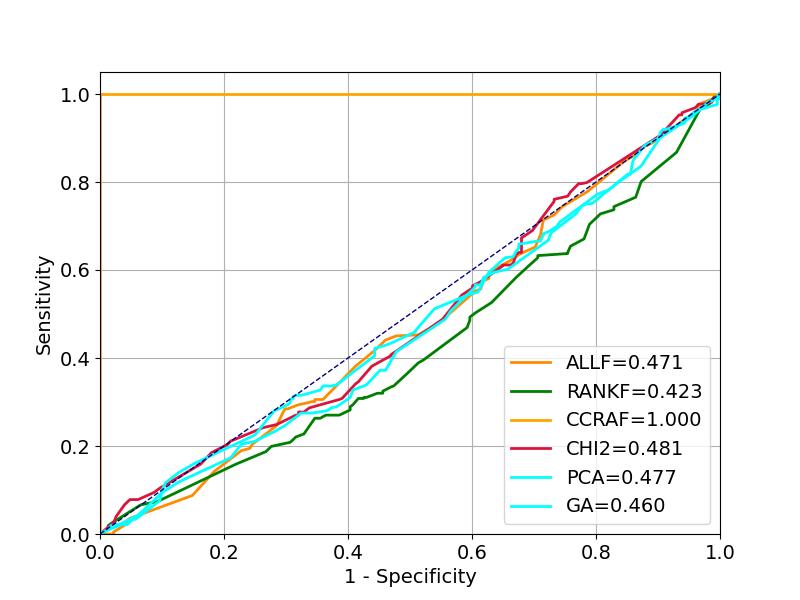 1.0
0.8
0.6
0.4
0.2
0.0
Sensitivity
ALLF=0.471
RANKF=0.423
CCRAF=1.000
CHI2=0.481
PCA=0.477
GA=0.460
0.0 0.2 0.4 0.6 0.8 1.0
1 - Specificity